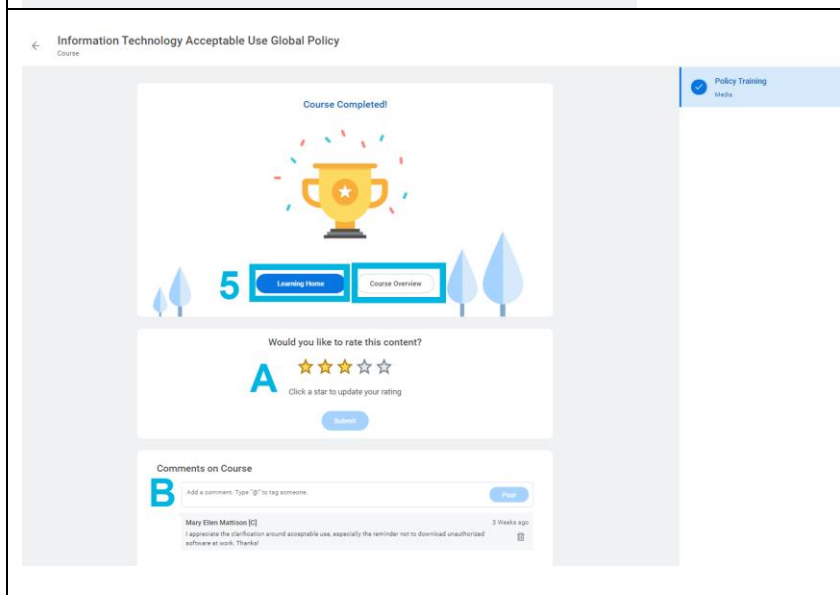 Information Technology Acceptable Use Global Policy
Course
Policy Training
Media
Course Completed!
5
Learning Home
Course Overview
Would you like to rate this content?
A
Click a star to update your rating
Submit
Comments on Course
B
Add a comment. Type "@" to tag someone.
Post
Mary Ellen Mattison [C]
3 Weeks ago
I appreciate the clarification around acceptable use, especially the reminder not to download unauthorized
software at work. Thanks!